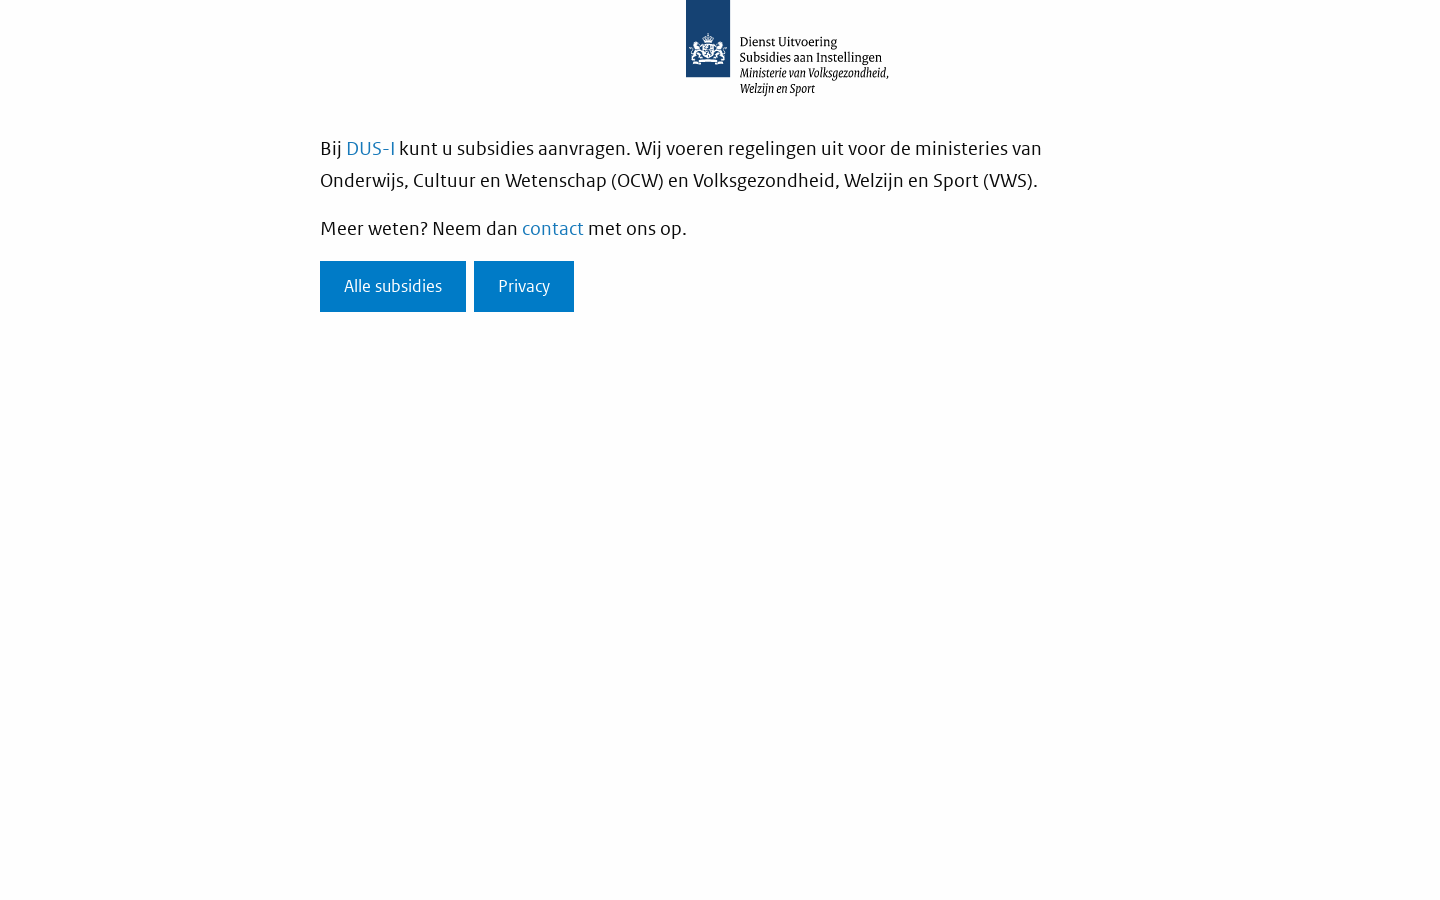 Dienst Uitvoering
Subsidies aan Instellingen
Ministerie van Volksgezondheid,
Welzijn en Sport
Bij DUS-I kunt u subsidies aanvragen. Wij voeren regelingen uit voor de ministeries van
Onderwijs, Cultuur en Wetenschap (OCW) en Volksgezondheid, Welzijn en Sport (VWS).
Meer weten? Neem dan contact met ons op.
Alle subsidies
Privacy